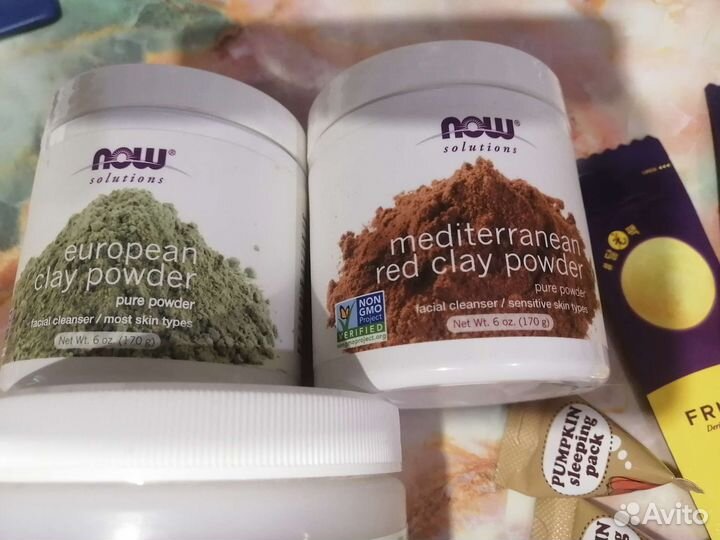 now®
solutions
european
clay powder
pure powder
facial cleanser / most skin types
Net Wt. 6 oz. (170 g)
now®
solutions
mediterranean
red clay powder
pure powder
facial cleanser / sensitive skin types
Net Wt. 6 oz. (170 g)
NON
GMO
Project
VERIFIED
PUMPKIN
sleeping
pack
PUMPKIN
Avito